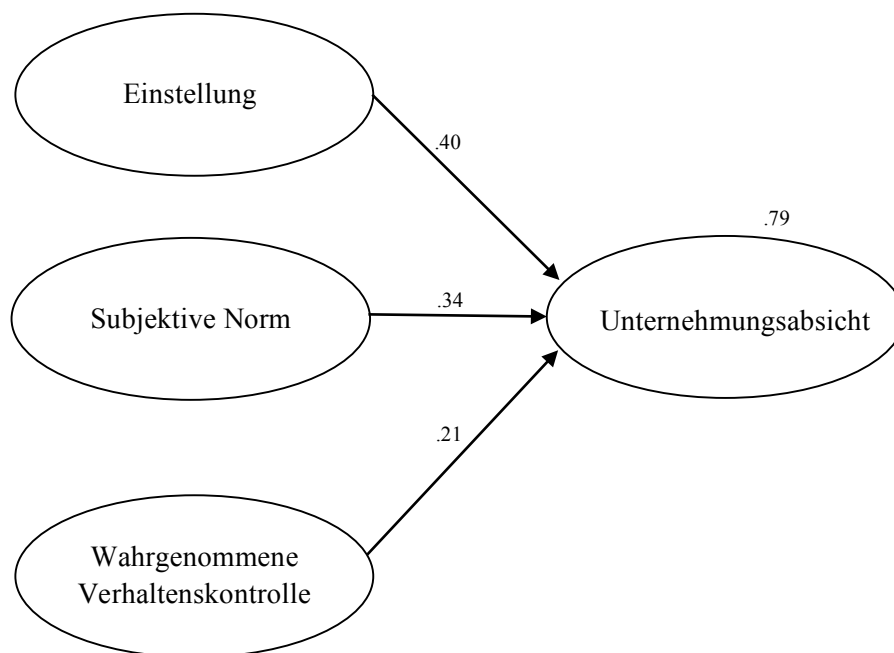 Einstellung
.40
.79
Subjektive Norm
.34
Unternehmungsabsicht
.21
Wahrgenommene
Verhaltenskontrolle